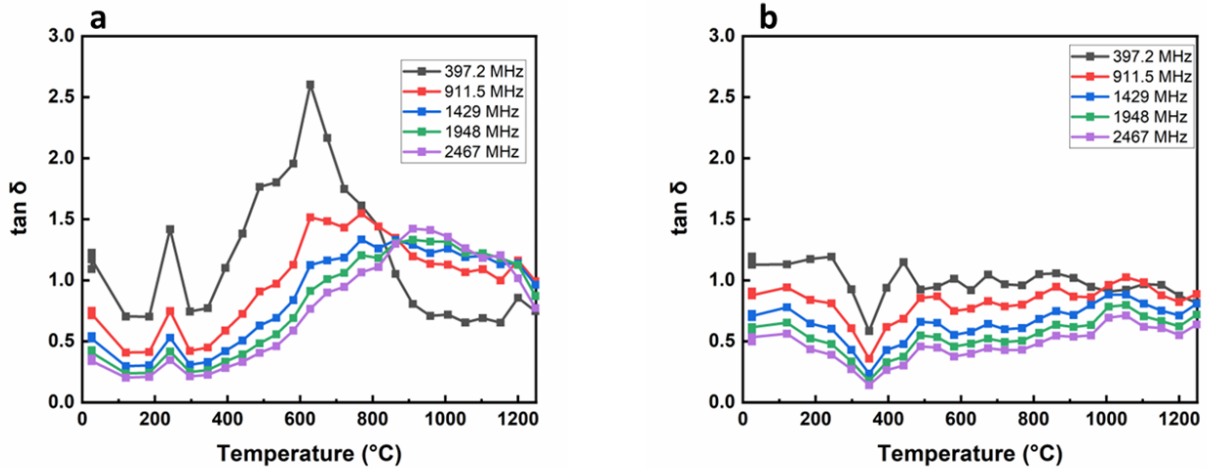 a
3.0
2.5
2.0
1.5
1.0
0.5
0.0
tan δ
397.2 MHz
911.5 MHz
1429 MHz
1948 MHz
2467 MHz
0 200 400 600 800 1000 1200
Temperature (°C)
b
3.0
2.5
2.0
1.5
1.0
0.5
0.0
tan δ
397.2 MHz
911.5 MHz
1429 MHz
1948 MHz
2467 MHz
0 200 400 600 800 1000 1200
Temperature (°C)